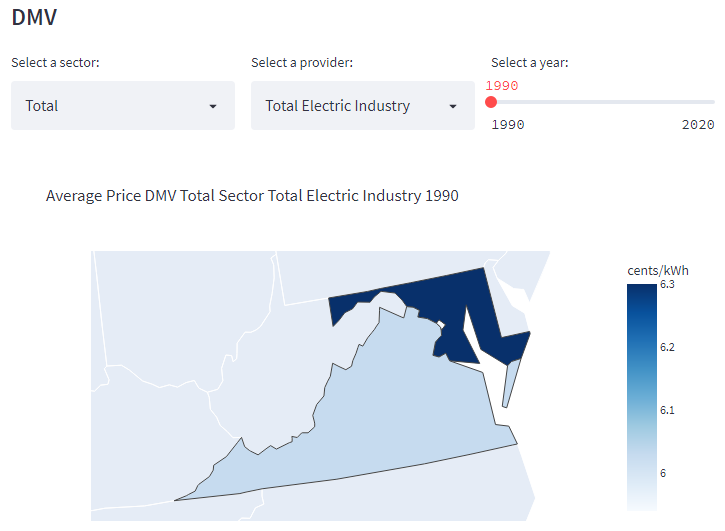 DMV
Select a sector: Select a provider: Select a year:
1990
Total Total Electric Industry
1990 2020
Average Price DMV Total Sector Total Electric Industry 1990
cents/kWh
6.3
6.2
6.1
6